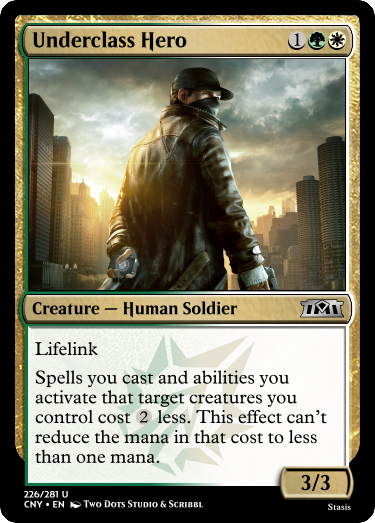 Underclass Hero 1
Creature — Human Soldier
Lifelink
Spells you cast and abilities you
activate that target creatures you
control cost 2 less. This effect can't
reduce the mana in that cost to less
than one mana.
3/3
226/281 U
CNY • EN Two Dots Studio & Scribbl
Stasis